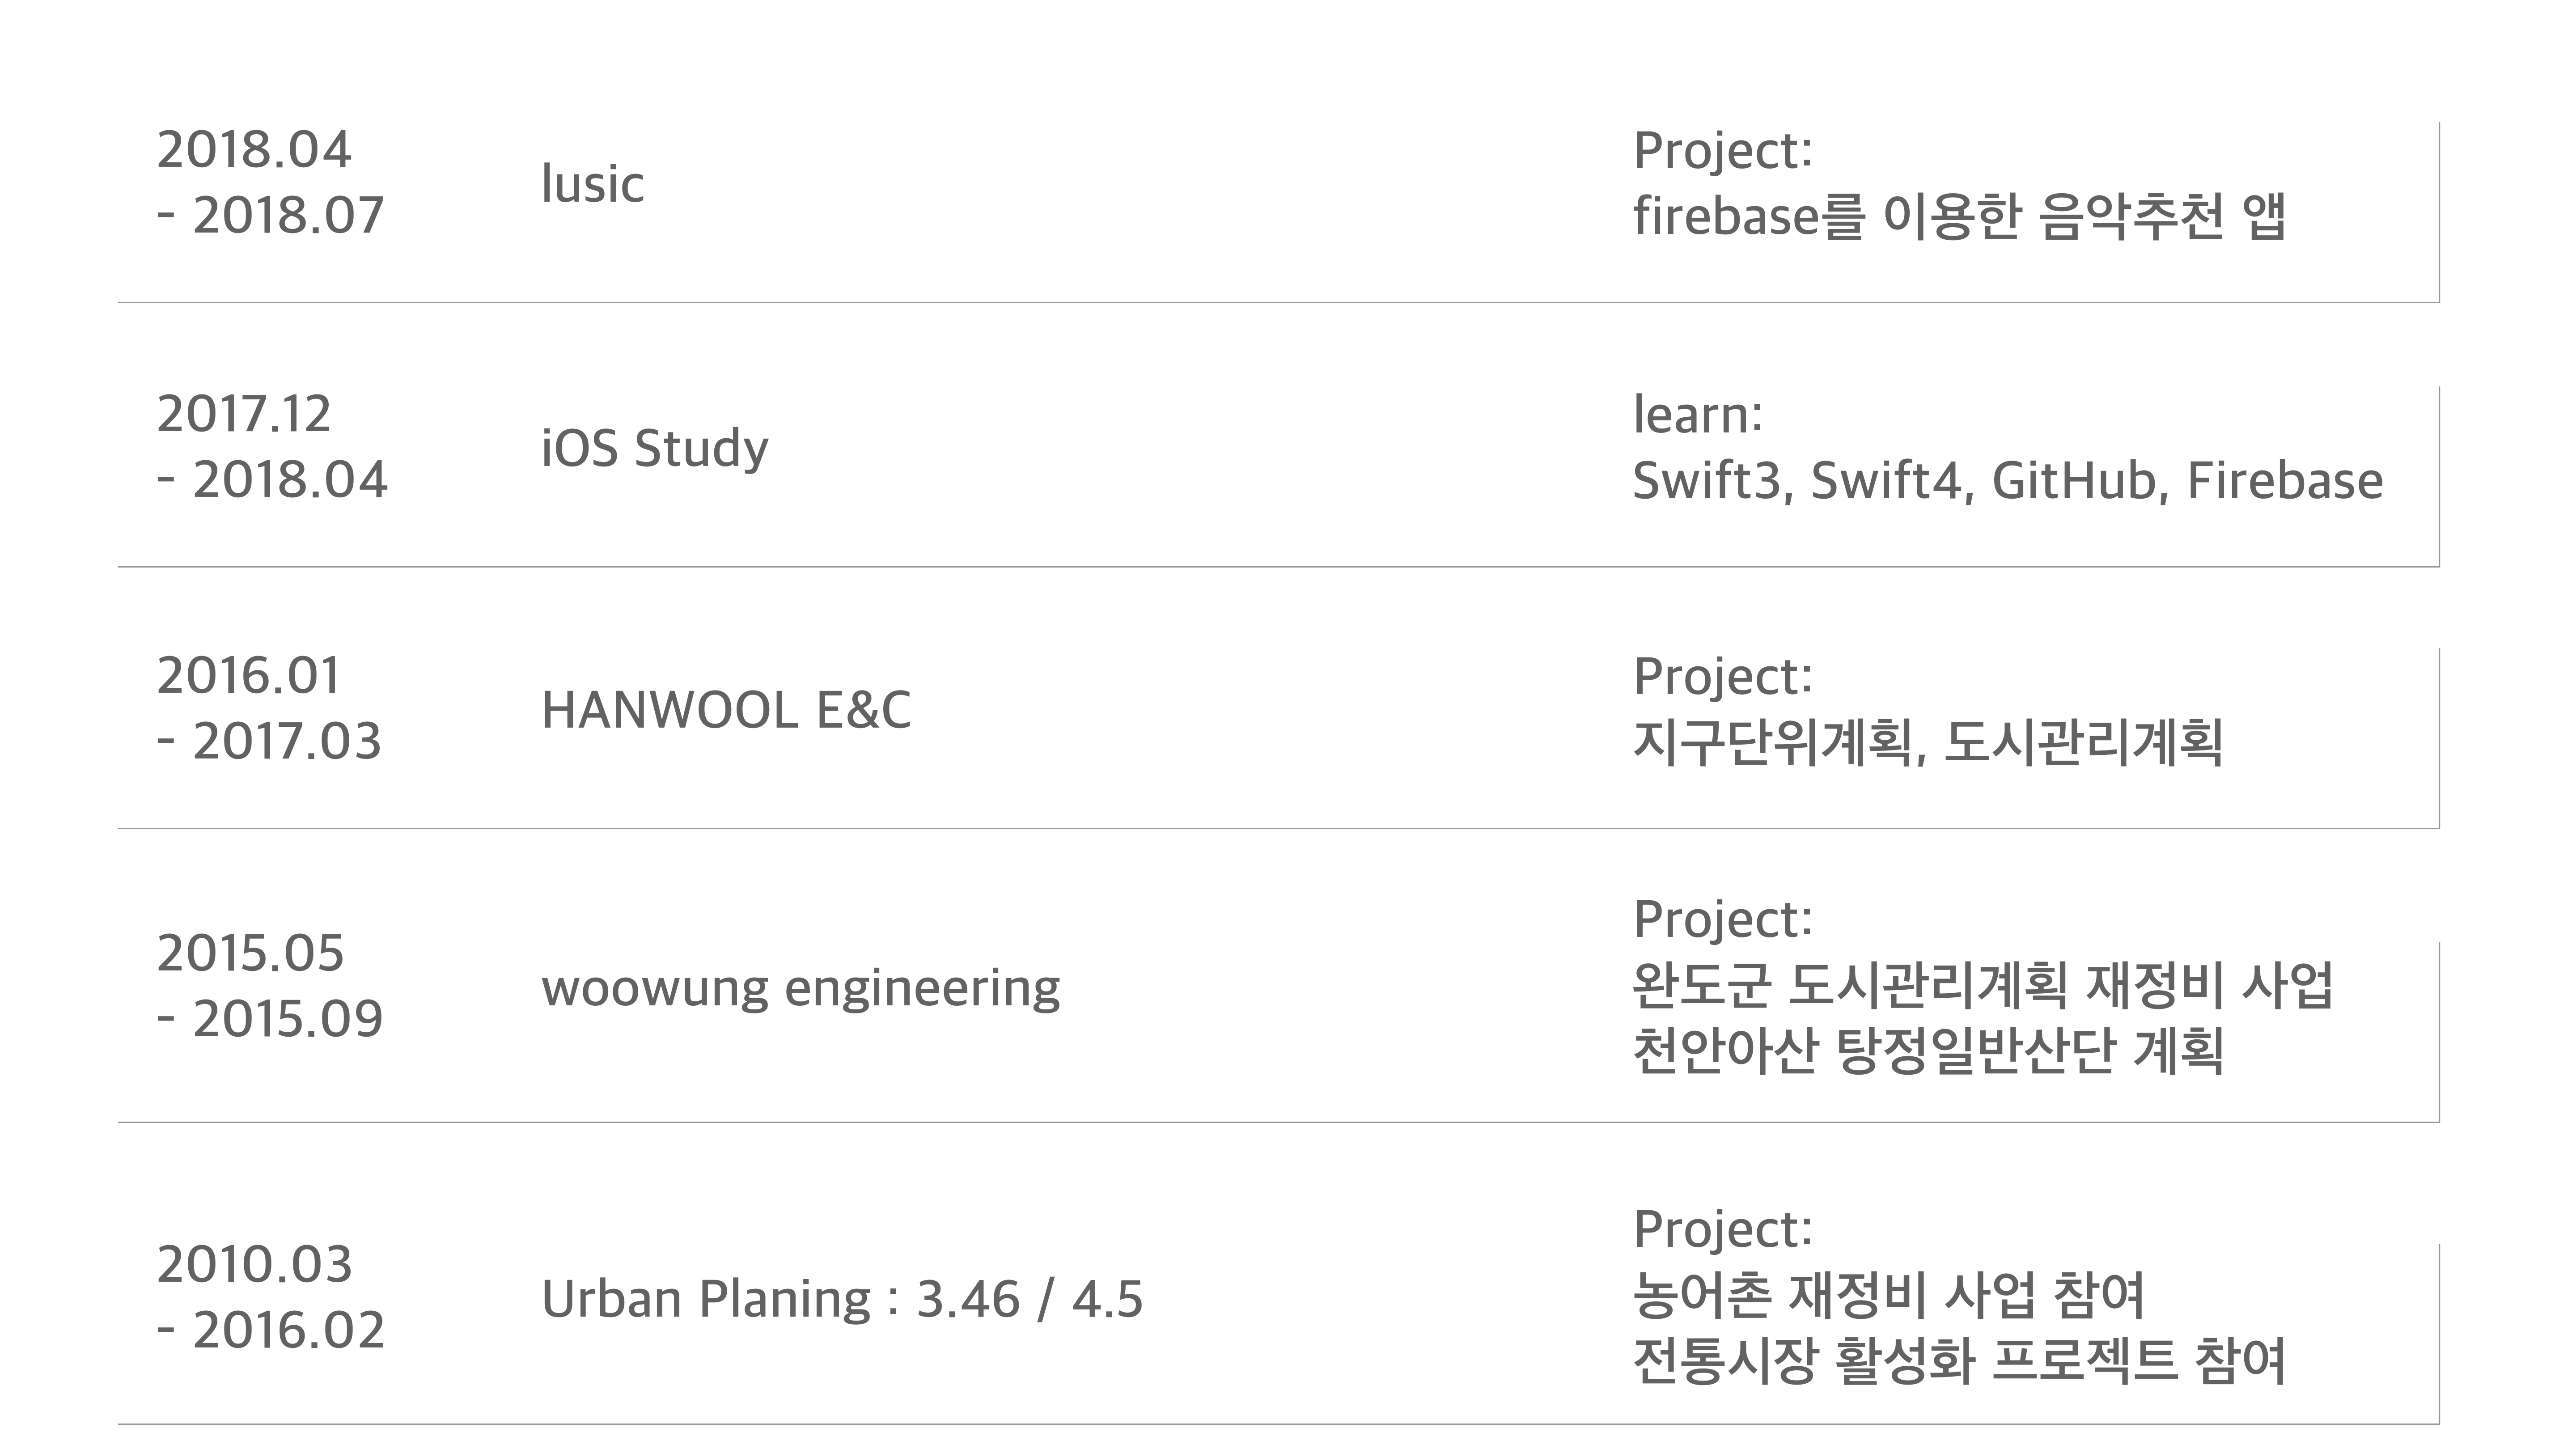 2018.04
- 2018.07
lusic
Project:
firebase를 이용한 음악추천 앱
2017.12
- 2018.04
iOS Study
learn:
Swift3, Swift4, GitHub, Firebase
2016.01
- 2017.03
HANWOOL E&C
Project:
지구단위계획, 도시관리계획
2015.05
- 2015.09
woowung engineering
Project:
완도군 도시관리계획 재정비 사업
천안아산 탕정일반산단 계획
2010.03
- 2016.02
Urban Planing : 3.46 / 4.5
Project:
농어촌 재정비 사업 참여
전통시장 활성화 프로젝트 참여